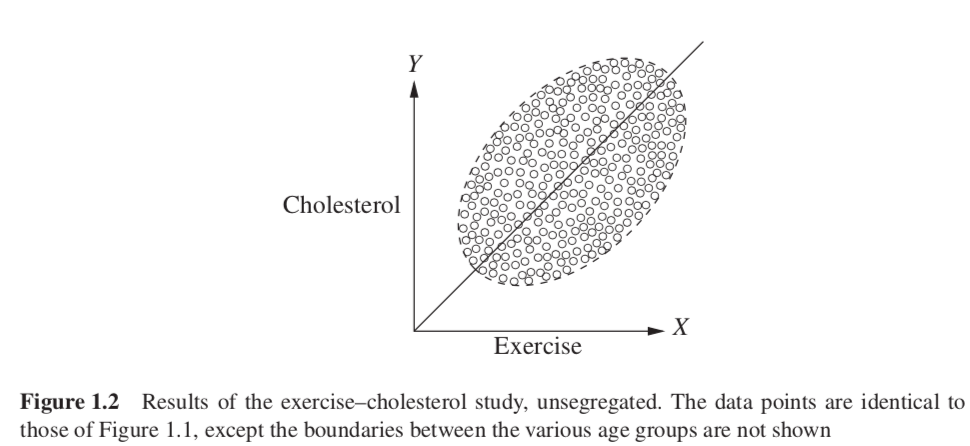 Y
Cholesterol
X
Exercise
Figure 1.2 Results of the exercise–cholesterol study, unsegregated. The data points are identical to
those of Figure 1.1, except the boundaries between the various age groups are not shown